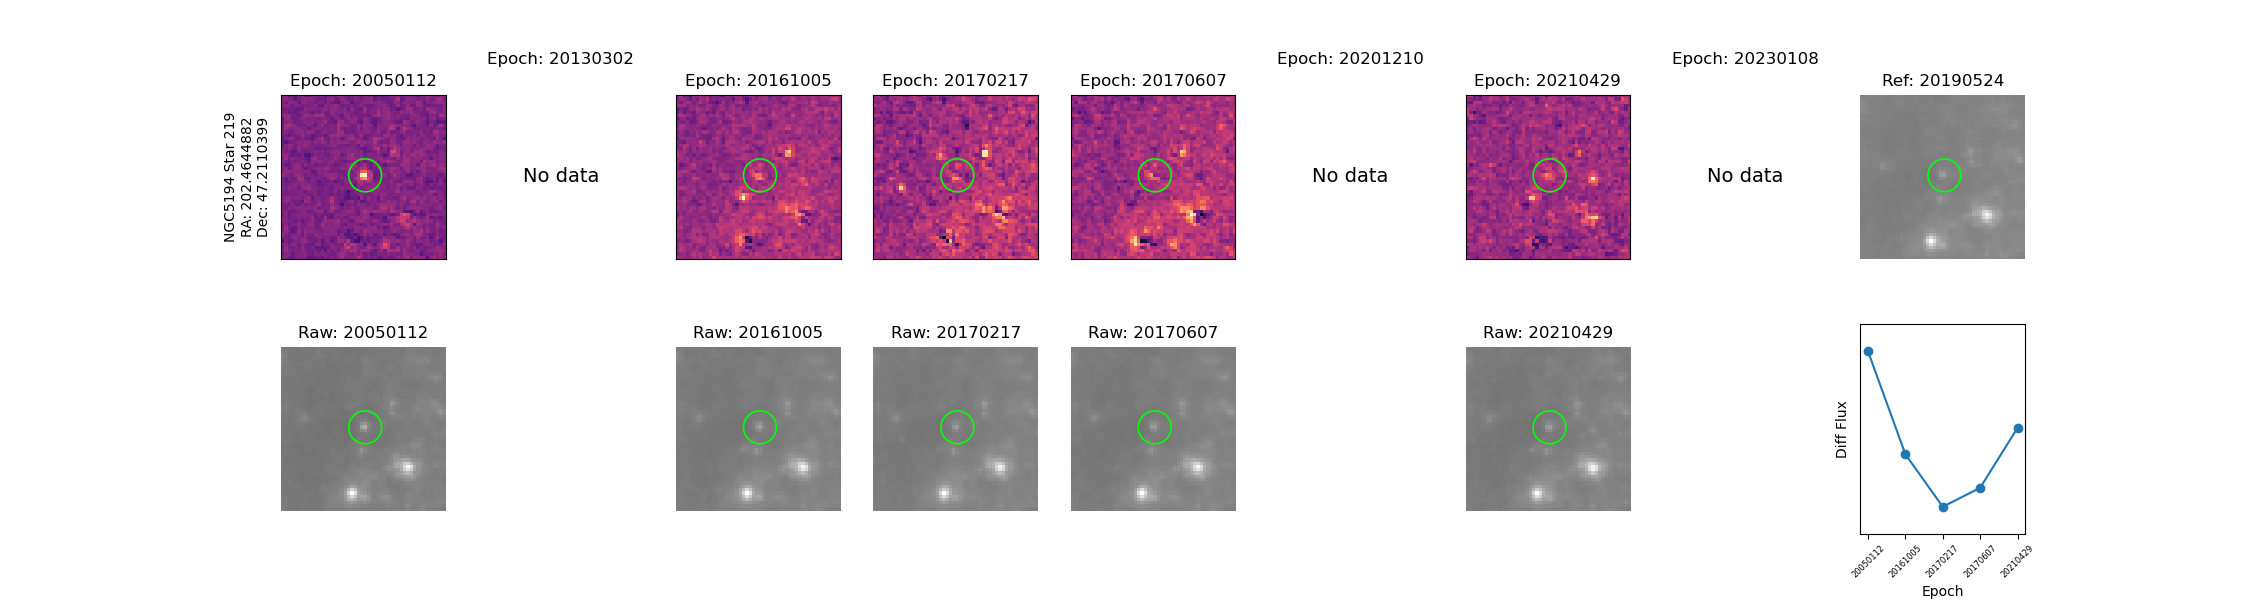 Epoch: 20130302
Epoch: 20201210
Epoch: 20230108
Epoch: 20050112
Epoch: 20161005
Epoch: 20170217
Epoch: 20170607
Epoch: 20210429
Ref: 20190524
NGC5194 Star 219
RA: 202.4644882
Dec: 47.2110399
No data
No data
No data
Raw: 20050112
Raw: 20161005
Raw: 20170217
Raw: 20170607
Raw: 20210429
Diff Flux
20050112
20161005
20170217
20170607
20210429
Epoch